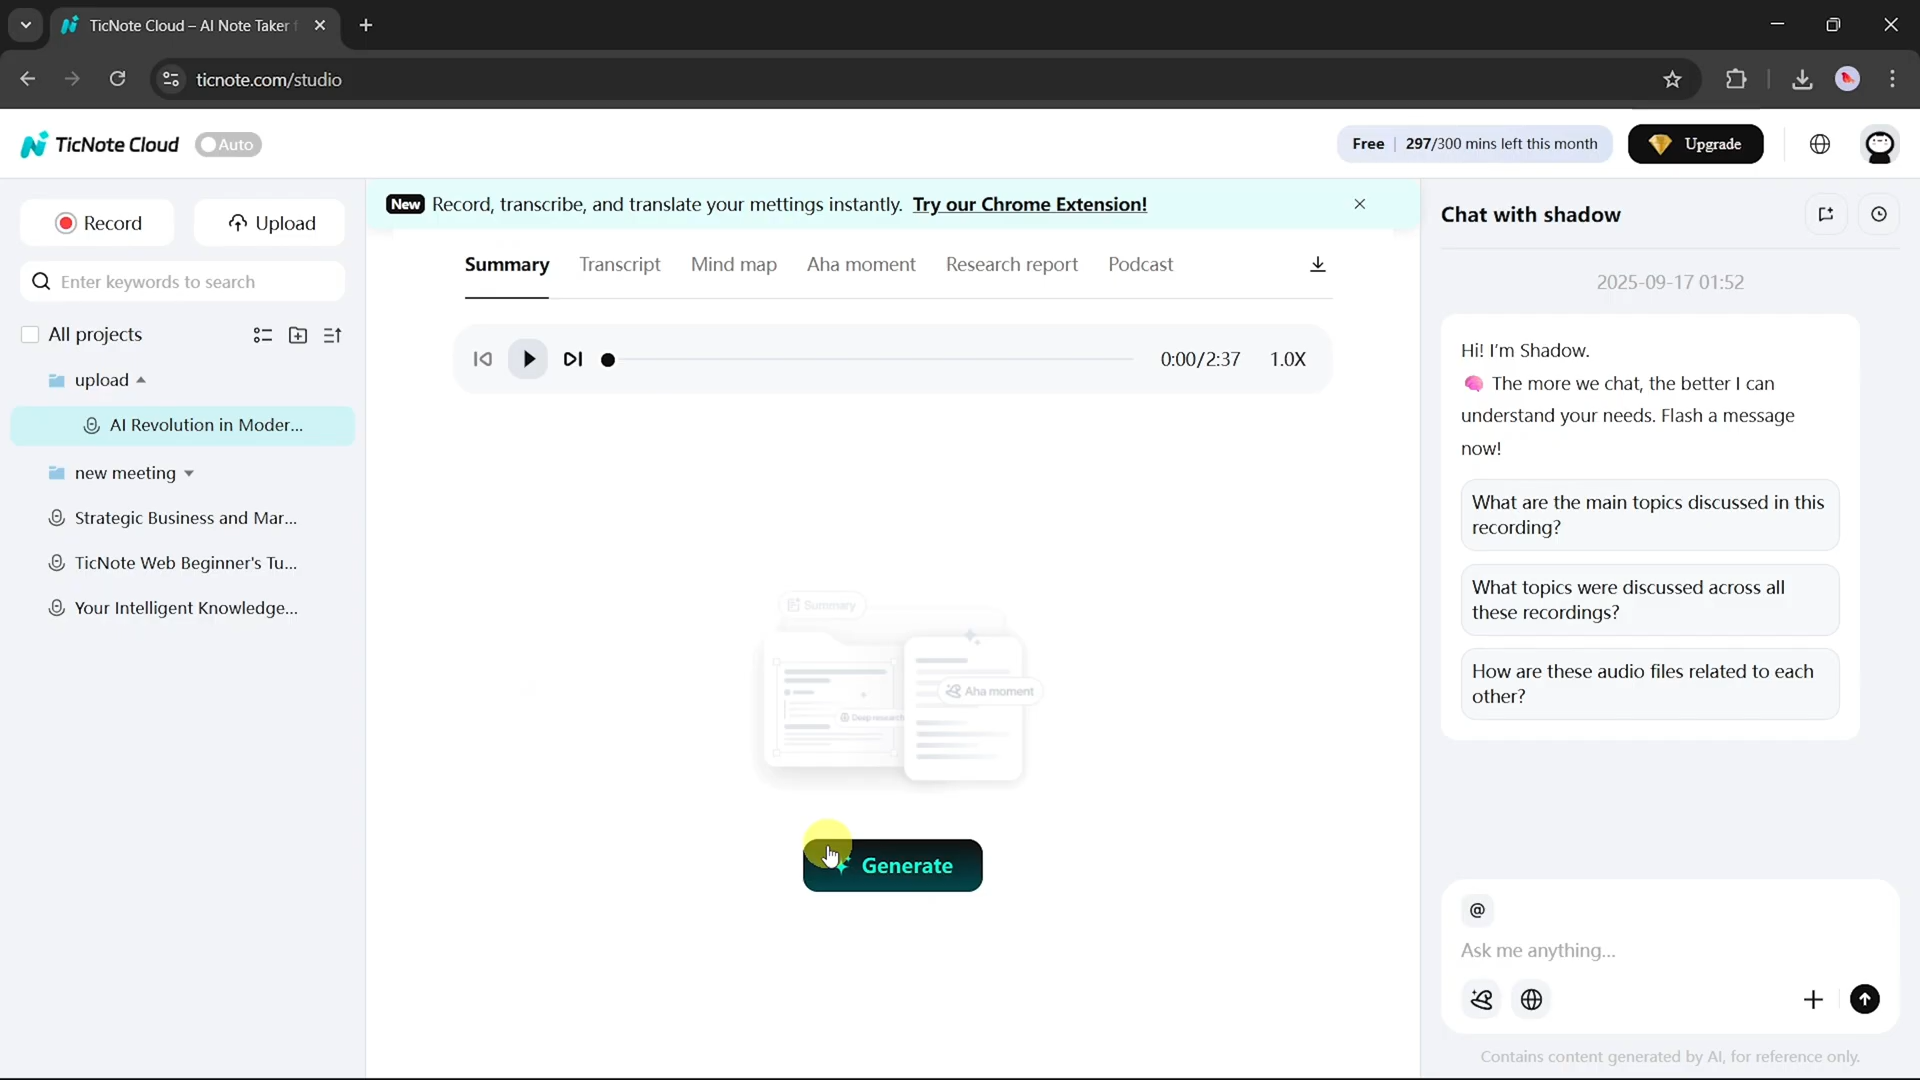 TicNote Cloud – AI Note Taker f
ticnote.com/studio
TicNote Cloud
Auto
Free | 297/300 mins left this month
Upgrade
Record
Upload
Enter keywords to search
All projects
upload
AI Revolution in Moder...
new meeting
Strategic Business and Mar...
TicNote Web Beginner's Tu...
Your Intelligent Knowledge...
New Record, transcribe, and translate your mettings instantly. Try our Chrome Extension!
Summary Transcript Mind map Aha moment Research report Podcast
0:00/2:37 1.0X
Summary
Aha moment
Deep research
Generate
Chat with shadow
2025-09-17 01:52
Hi! I'm Shadow.
The more we chat, the better I can
understand your needs. Flash a message
now!
What are the main topics discussed in this
recording?
What topics were discussed across all
these recordings?
How are these audio files related to each
other?
@
Ask me anything...
Contains content generated by AI, for reference only.